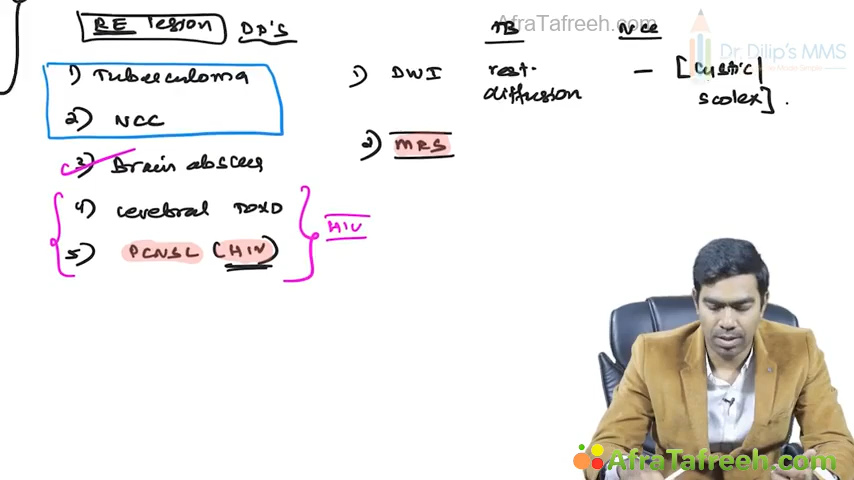 RE lesion DD's
1) Tuberculoma
2) NCC
3) Brain abscess
4) cerebral TOXO
5) PCNSL (HIV)
HIV
TB NCC
1) DWI rest. diffusion — [cystic scolex].
2) MRS
AfraTafreeh.com
Dr Dilip's MMS
AfraTafreeh.com